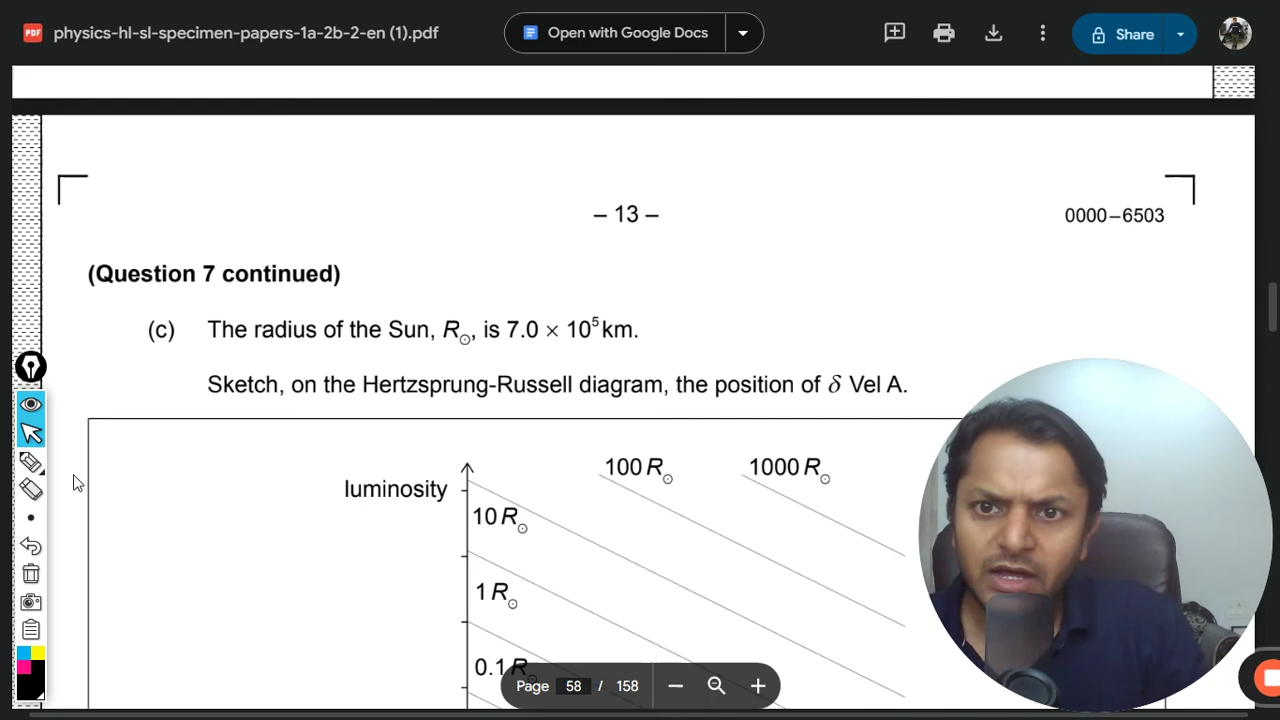 physics-hl-sl-specimen-papers-1a-2b-2-en (1).pdf
Open with Google Docs
Share
– 13 –
0000–6503
(Question 7 continued)
(c) The radius of the Sun, R☉, is 7.0 × 10⁵ km.
Sketch, on the Hertzsprung-Russell diagram, the position of δ Vel A.
100 R☉ 1000 R☉
luminosity
10 R☉
1 R☉
0.1 R☉
Page 58 / 158